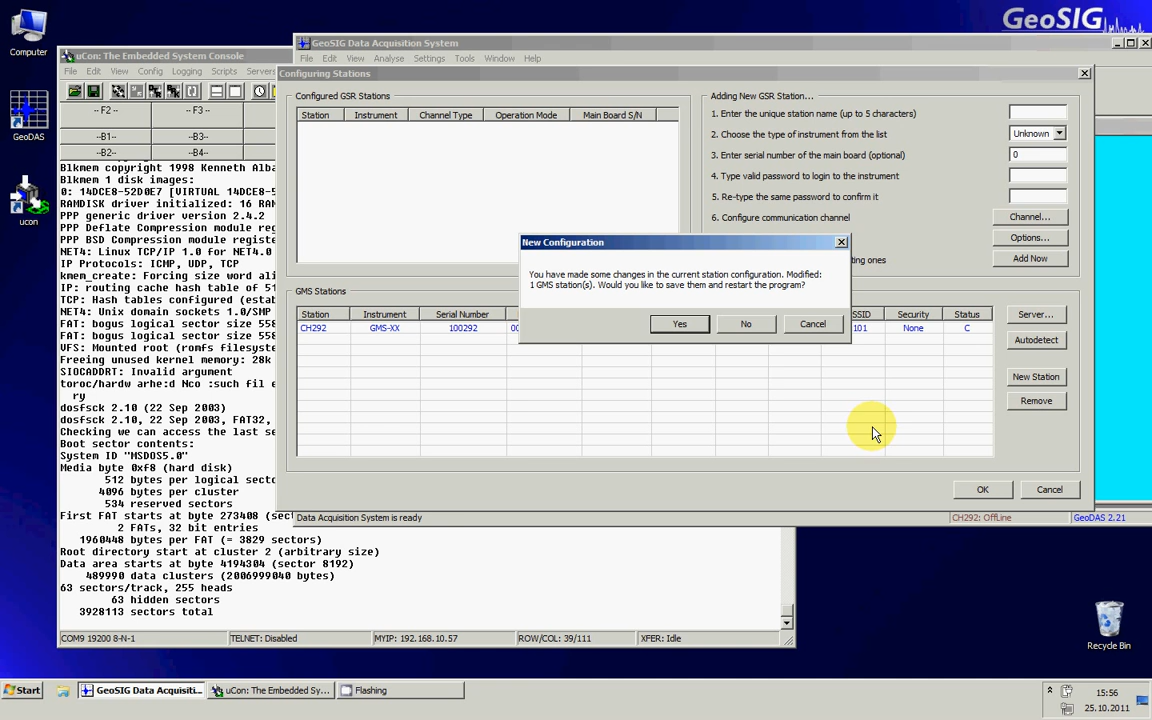 GeoSIG
Computer
GeoDAS
ucon
uCon: The Embedded System Console
File Edit View Config Logging Scripts Servers
-- F2 --
-- F3 --
--B1--
--B3--
--B2--
--B4--
Blkmem copyright 1998 Kenneth Alba
Blkmem 1 disk images:
0: 14DCE8-52D0E7 [VIRTUAL 14DCE8-5
RAMDISK driver initialized: 16 RAM
PPP generic driver version 2.4.2
PPP Deflate Compression module reg
PPP BSD Compression module registe
NET4: Linux TCP/IP 1.0 for NET4.0
IP Protocols: ICMP, UDP, TCP
kmem_create: Forcing size word ali
IP: routing cache hash table of 51
TCP: Hash tables configured (estab
NET4: Unix domain sockets 1.0/SMP
FAT: bogus logical sector size 558
FAT: bogus logical sector size 558
VFS: Mounted root (romfs filesyste
Freeing unused kernel memory: 28k
SIOCADDRT: Invalid argument
toroc/hardw arhe:d Nco :such fil e
ry
dosfsck 2.10 (22 Sep 2003)
dosfsck 2.10, 22 Sep 2003, FAT32,
Checking we can access the last se
Boot sector contents:
System ID "MSDOS5.0"
Media byte 0xf8 (hard disk)
512 bytes per logical secto
4096 bytes per cluster
534 reserved sectors
First FAT starts at byte 273408 (sect
2 FATs, 32 bit entries
1960448 bytes per FAT (= 3829 sectors)
Root directory start at cluster 2 (arbitrary size)
Data area starts at byte 4194304 (sector 8192)
489990 data clusters (2006999040 bytes)
63 sectors/track, 255 heads
63 hidden sectors
3928113 sectors total
COM9 19200 8-N-1
TELNET: Disabled
MYIP: 192.168.10.57
ROW/COL: 39/111
XFER: Idle
GeoSIG Data Acquisition System
File Edit View Analyse Settings Tools Window Help
Configuring Stations
Configured GSR Stations
Station Instrument Channel Type Operation Mode Main Board S/N
Adding New GSR Station...
1. Enter the unique station name (up to 5 characters)
2. Choose the type of instrument from the list
Unknown
3. Enter serial number of the main board (optional)
0
4. Type valid password to login to the instrument
5. Re-type the same password to confirm it
6. Configure communication channel
Channel...
Options...
ting ones
Add Now
New Configuration
You have made some changes in the current station configuration. Modified:
1 GMS station(s). Would you like to save them and restart the program?
Yes
No
Cancel
GMS Stations
Station Instrument Serial Number SSID Security Status
CH292 GMS-XX 100292 00 101 None C
Server...
Autodetect
New Station
Remove
OK
Cancel
Data Acquisition System is ready
CH292: OffLine
GeoDAS 2.21
Recycle Bin
Start
GeoSIG Data Acquisiti...
uCon: The Embedded Sy...
Flashing
15:56
25.10.2011